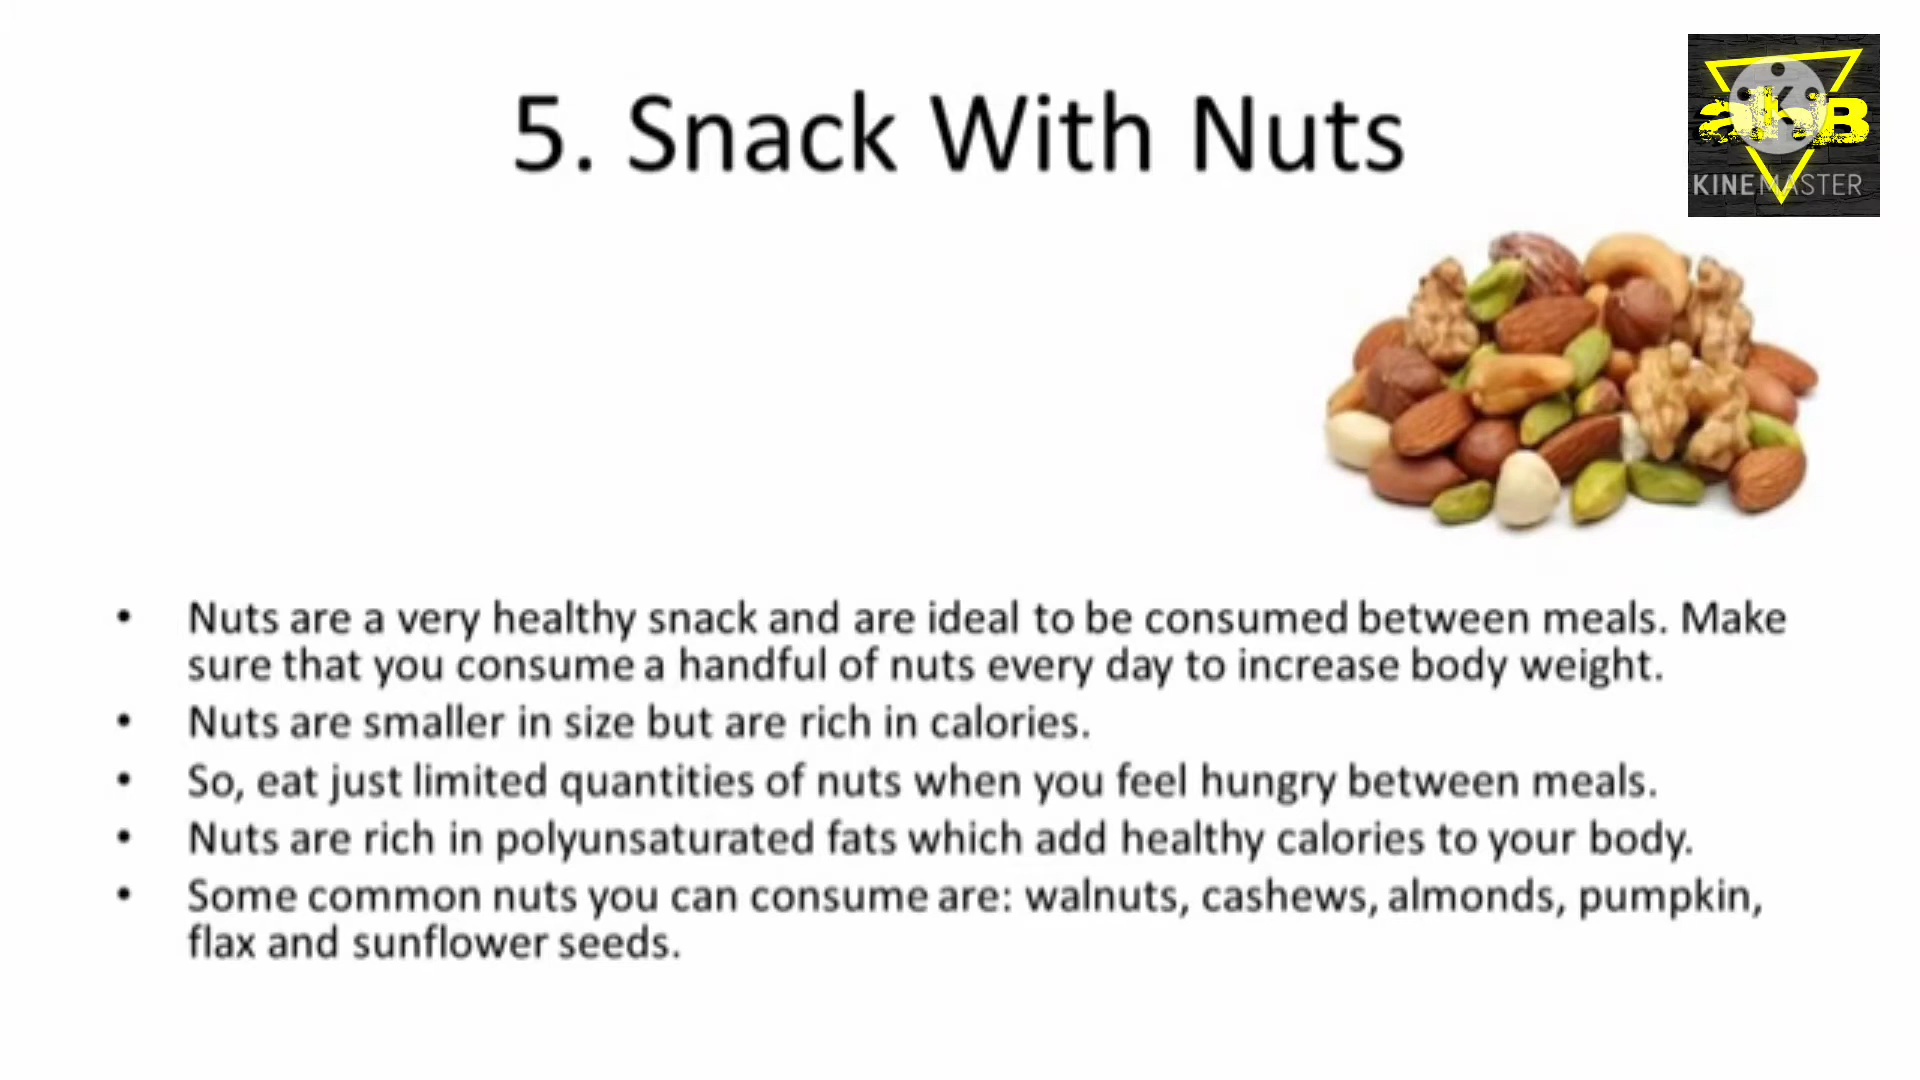 5. Snack With Nuts
ahB
KINEMASTER
• Nuts are a very healthy snack and are ideal to be consumed between meals. Make
sure that you consume a handful of nuts every day to increase body weight.
• Nuts are smaller in size but are rich in calories.
• So, eat just limited quantities of nuts when you feel hungry between meals.
• Nuts are rich in polyunsaturated fats which add healthy calories to your body.
• Some common nuts you can consume are: walnuts, cashews, almonds, pumpkin,
flax and sunflower seeds.